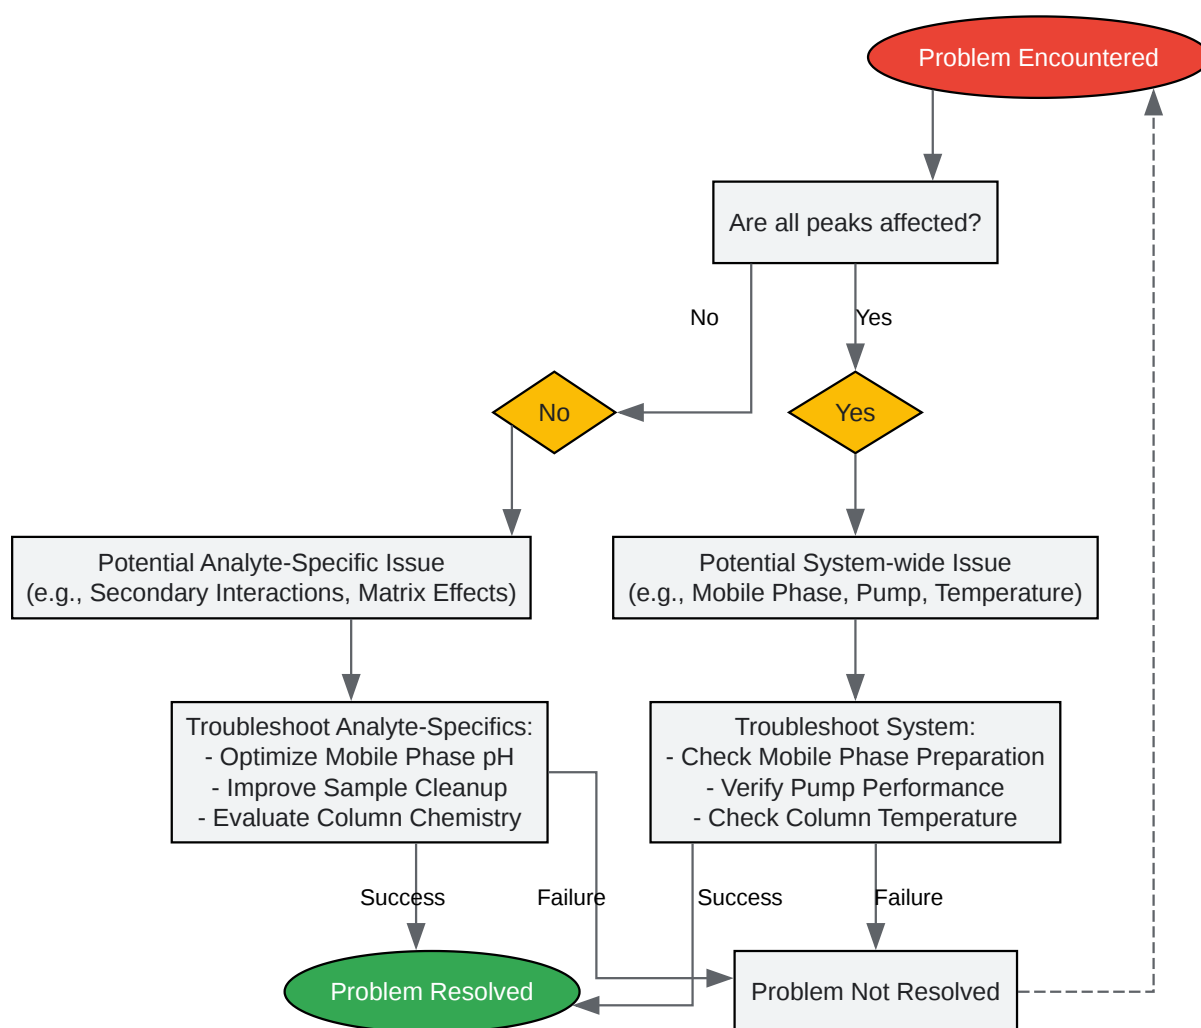 Problem Encountered
Are all peaks affected?
No
Yes
No
Yes
Potential Analyte-Specific Issue
(e.g., Secondary Interactions, Matrix Effects)
Potential System-wide Issue
(e.g., Mobile Phase, Pump, Temperature)
Troubleshoot Analyte-Specifics:
- Optimize Mobile Phase pH
- Improve Sample Cleanup
- Evaluate Column Chemistry
Troubleshoot System:
- Check Mobile Phase Preparation
- Verify Pump Performance
- Check Column Temperature
Success
Failure
Success
Failure
Problem Resolved
Problem Not Resolved